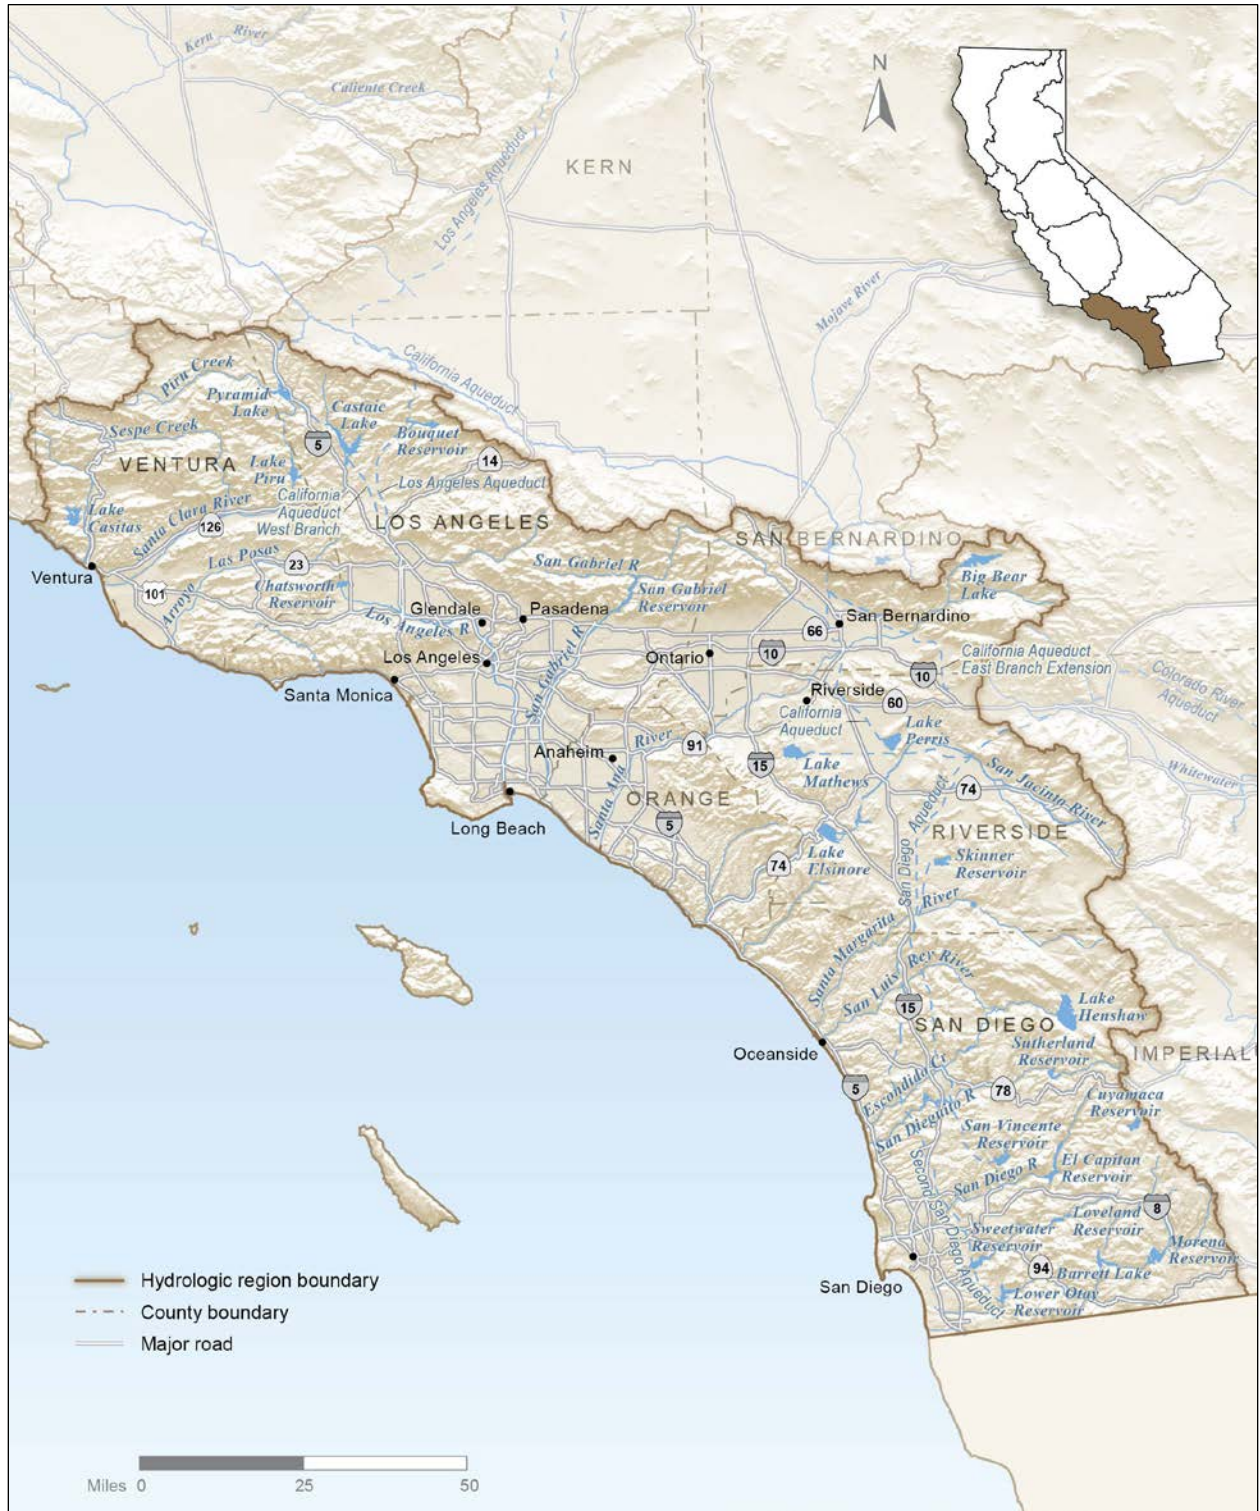 Kern River
Caliente Creek
N
KERN
Los Angeles Aqueduct
Mojave River
California Aqueduct
Piru Creek
Pyramid
Lake
Castaic
Lake
Sespe Creek
Bouquet
Reservoir
5
VENTURA
14
Lake
Piru
Los Angeles Aqueduct
California
Aqueduct
West Branch
Lake
Casitas
Santa Clara River
126
LOS ANGELES
SAN BERNARDINO
Las Posas
23
San Gabriel R
Big Bear
Lake
Ventura
101
Arroyo
Chatsworth
Reservoir
San Gabriel
Reservoir
Glendale
Pasadena
San Bernardino
Los Angeles R
66
Los Angeles
San Gabriel R
Ontario
10
California Aqueduct
East Branch Extension
10
Colorado River
Aqueduct
Santa Monica
Riverside
60
California
Aqueduct
Lake
Perris
Anaheim
River
91
15
Lake
Mathews
Whitewater
San Jacinto River
Santa Ana
ORANGE
74
Long Beach
5
RIVERSIDE
74
Lake
Elsinore
San Diego Aqueduct
Skinner
Reservoir
Santa Margarita
River
San Luis Rey River
15
SAN DIEGO
Lake
Henshaw
Oceanside
Sutherland
Reservoir
IMPERIAL
5
Escondido Cr
78
Cuyamaca
Reservoir
San Dieguito R
San Vincente
Reservoir
El Capitan
Reservoir
San Diego R
Second San Diego Aqueduct
Loveland
Reservoir
8
Sweetwater
Reservoir
Morena
Reservoir
San Diego
94
Barrett Lake
Lower Otay
Reservoir
Hydrologic region boundary
County boundary
Major road
Miles 0 25 50